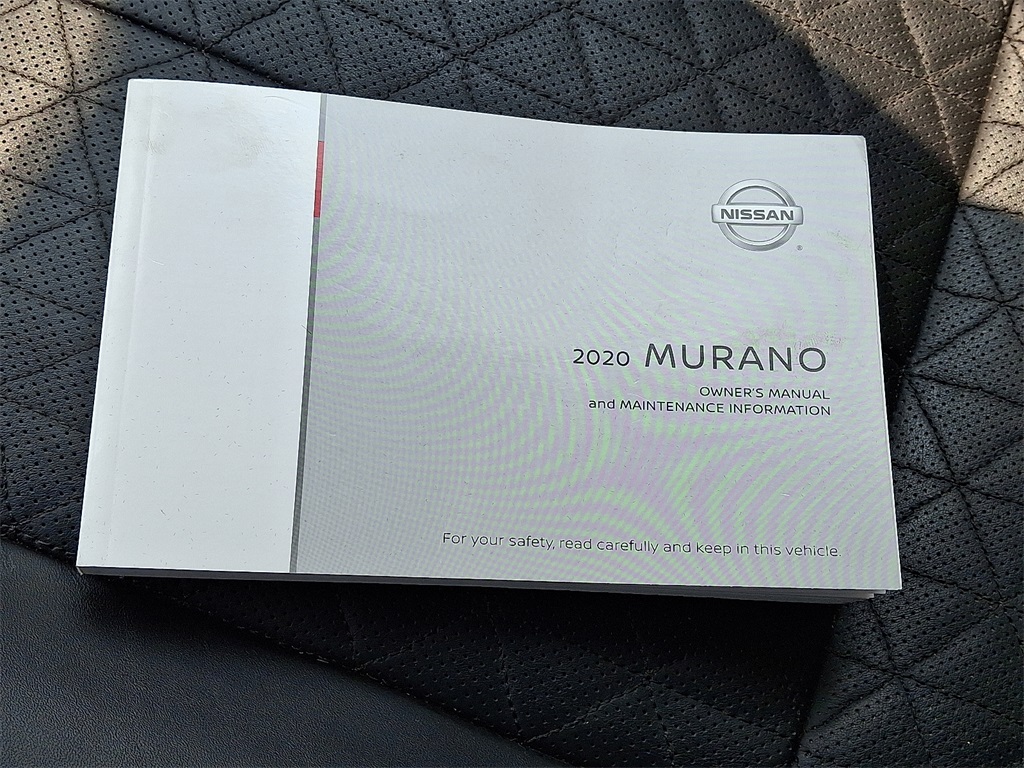 NISSAN
2020 MURANO
OWNER'S MANUAL
and MAINTENANCE INFORMATION
For your safety, read carefully and keep in this vehicle.